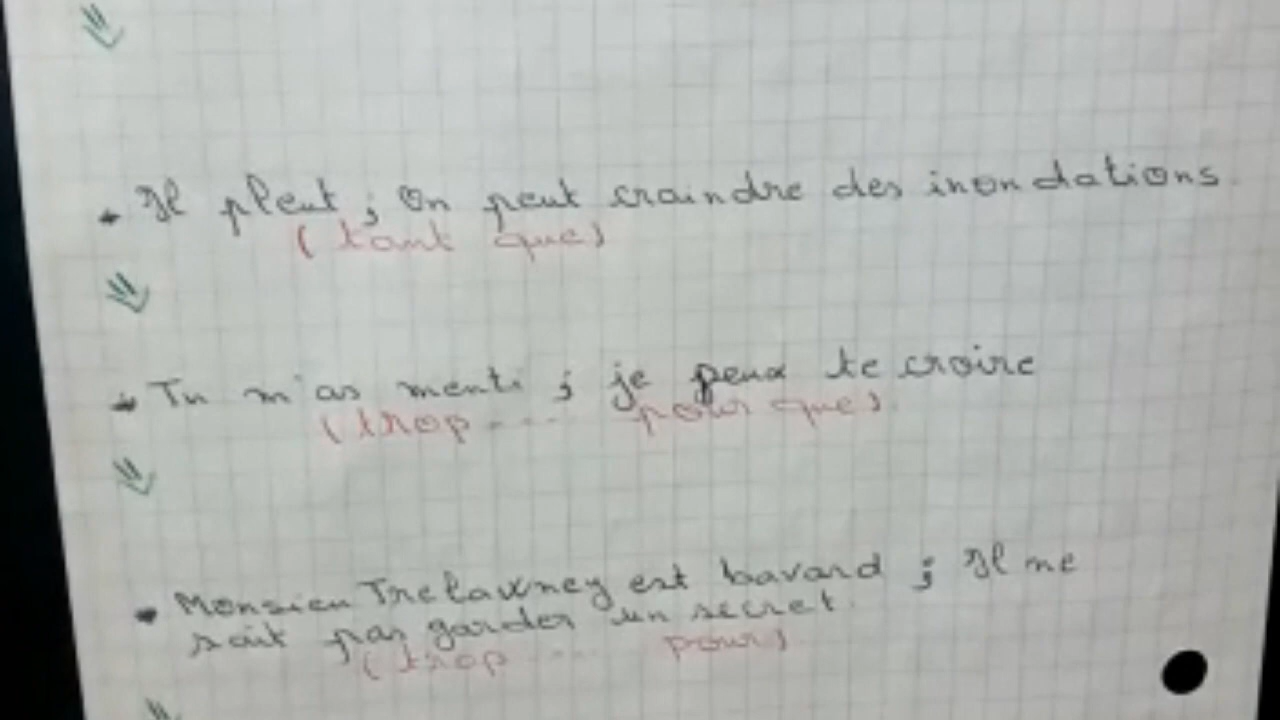 Il pleut ; On peut craindre des inondations
( tant que)
Tu m'as menti ; je peux te croire
( trop ---- pour que)
Monsieu Trelawney est bavard ; Il ne
sait pas garder un secret.
( trop ---- pour)